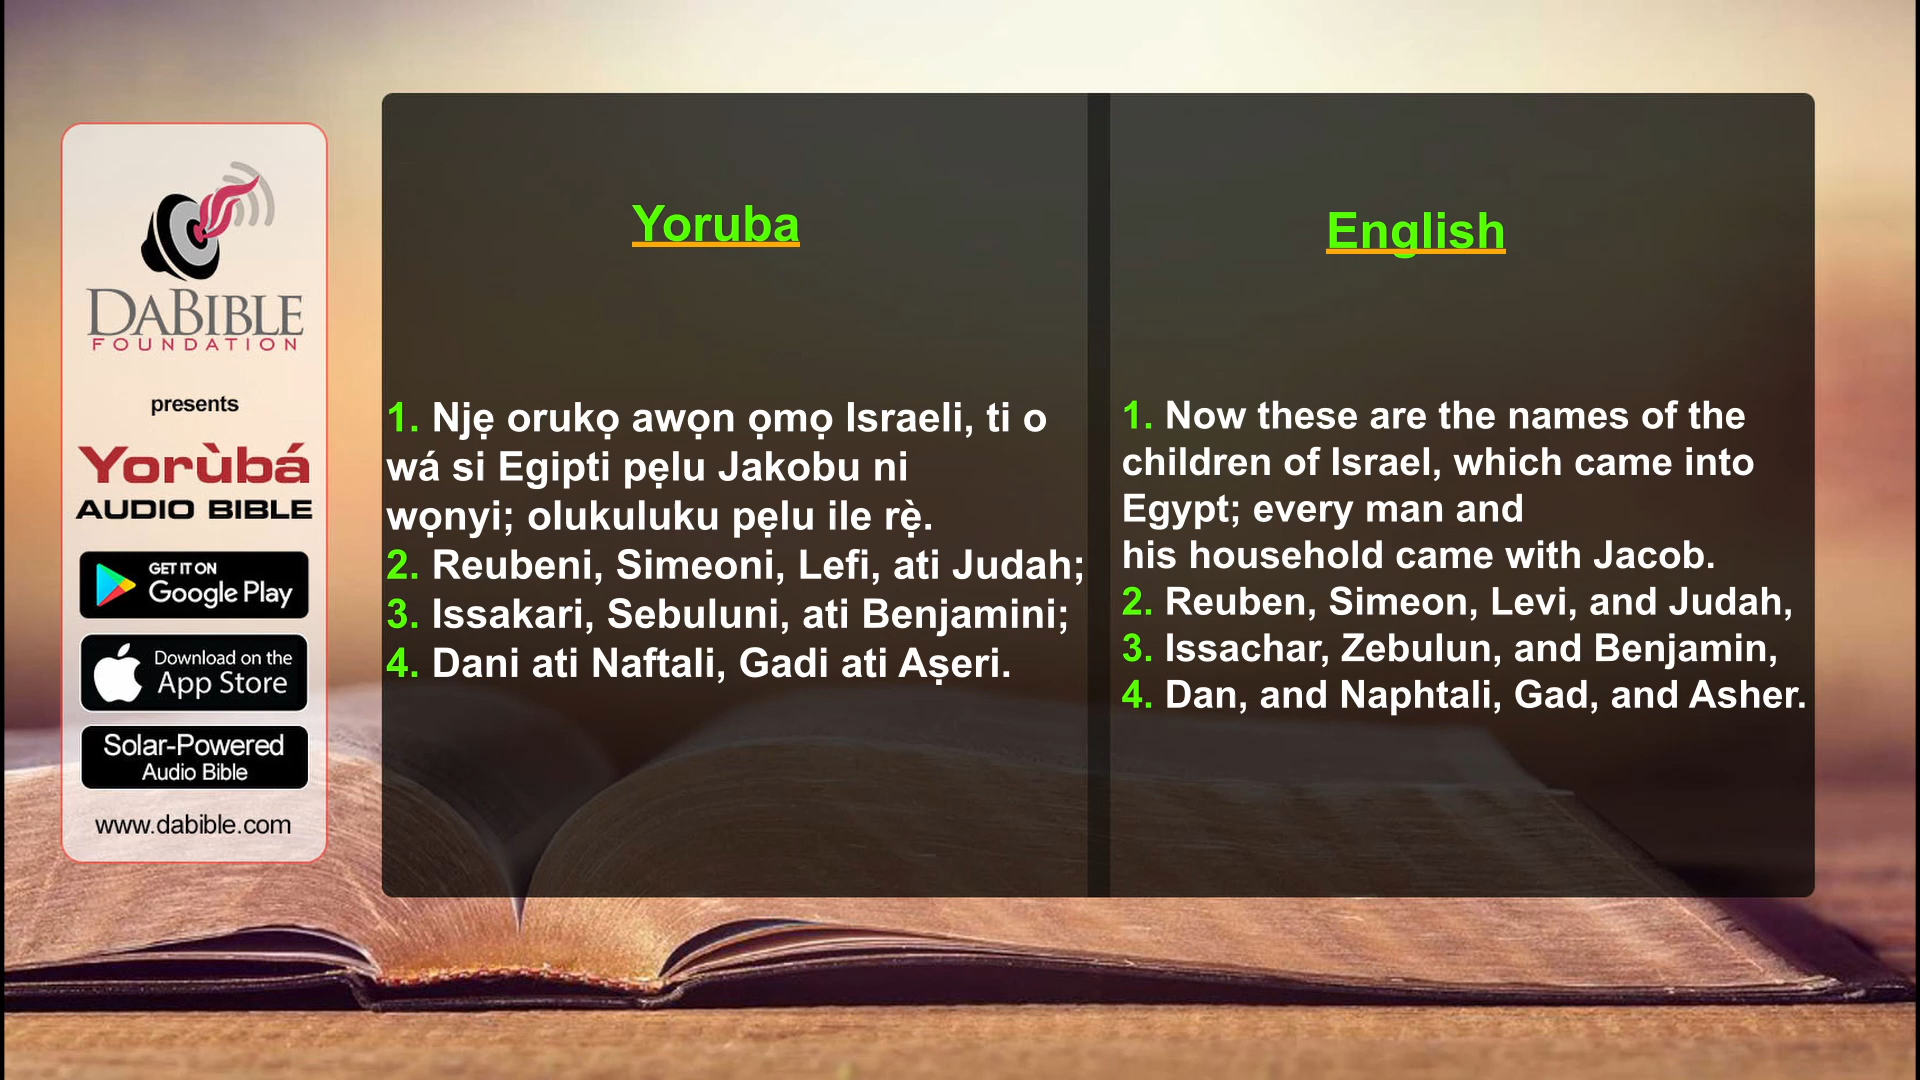 DABIBLE
FOUNDATION
presents
Yorùbá
AUDIO BIBLE
GET IT ON
Google Play
Download on the
App Store
Solar-Powered
Audio Bible
www.dabible.com
Yoruba
1. Njẹ orukọ awọn ọmọ Israeli, ti o
wá si Egipti pẹlu Jakobu ni
wọnyi; olukuluku pẹlu ile rẹ̀.
2. Reubeni, Simeoni, Lefi, ati Judah;
3. Issakari, Sebuluni, ati Benjamini;
4. Dani ati Naftali, Gadi ati Aṣeri.
English
1. Now these are the names of the
children of Israel, which came into
Egypt; every man and
his household came with Jacob.
2. Reuben, Simeon, Levi, and Judah,
3. Issachar, Zebulun, and Benjamin,
4. Dan, and Naphtali, Gad, and Asher.